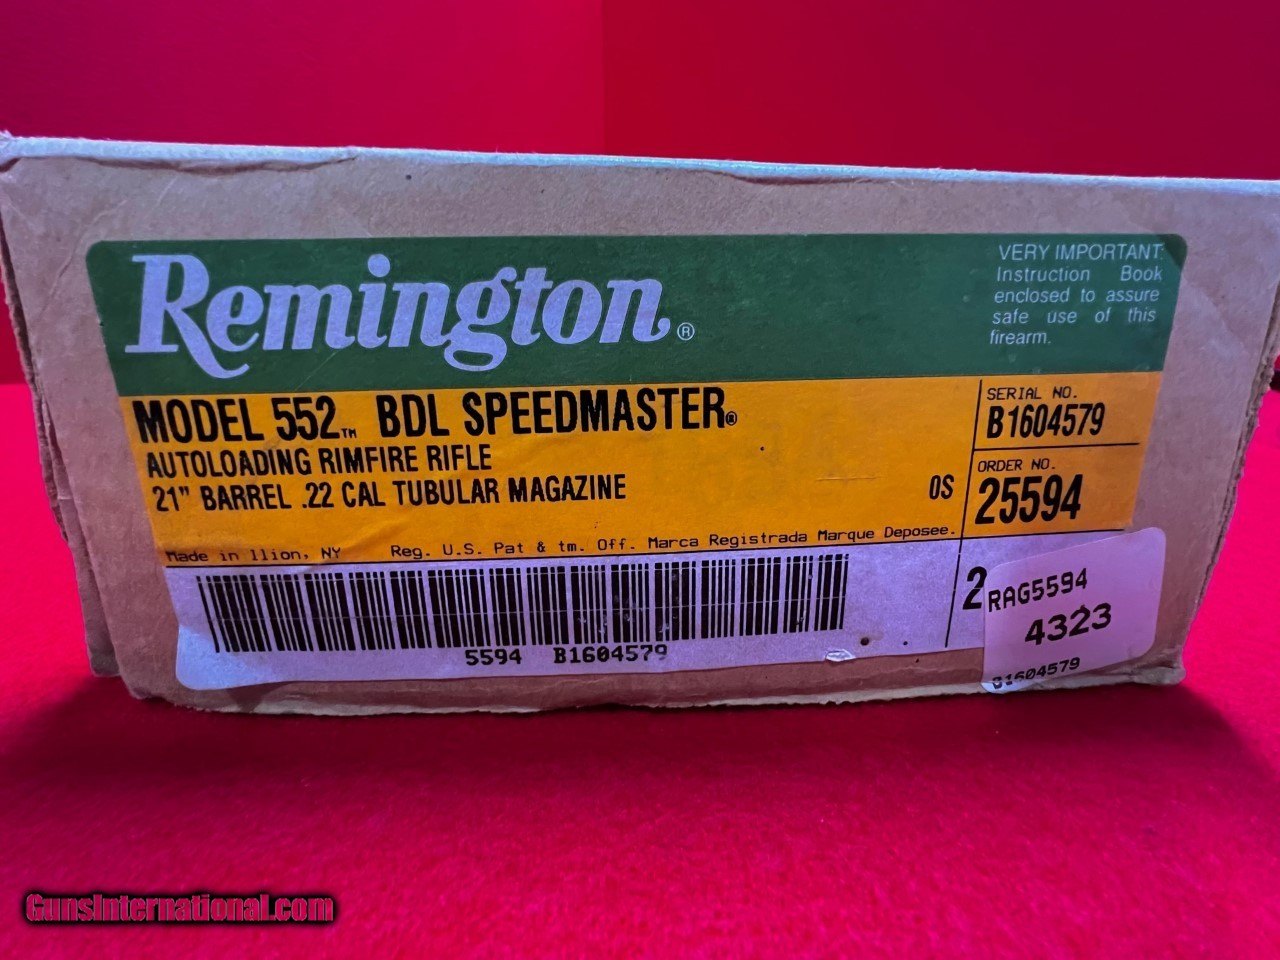 Remington®
VERY IMPORTANT:
Instruction Book
enclosed to assure
safe use of this
firearm.
MODEL 552™ BDL SPEEDMASTER®
AUTOLOADING RIMFIRE RIFLE
21" BARREL .22 CAL TUBULAR MAGAZINE
OS
SERIAL NO.
B1604579
ORDER NO.
25594
Made in Ilion, NY Reg. U.S. Pat & tm. Off. Marca Registrada Marque Deposee.
5594 B1604579
2
RAG5594
4323
B1604579
GunsInternational.com